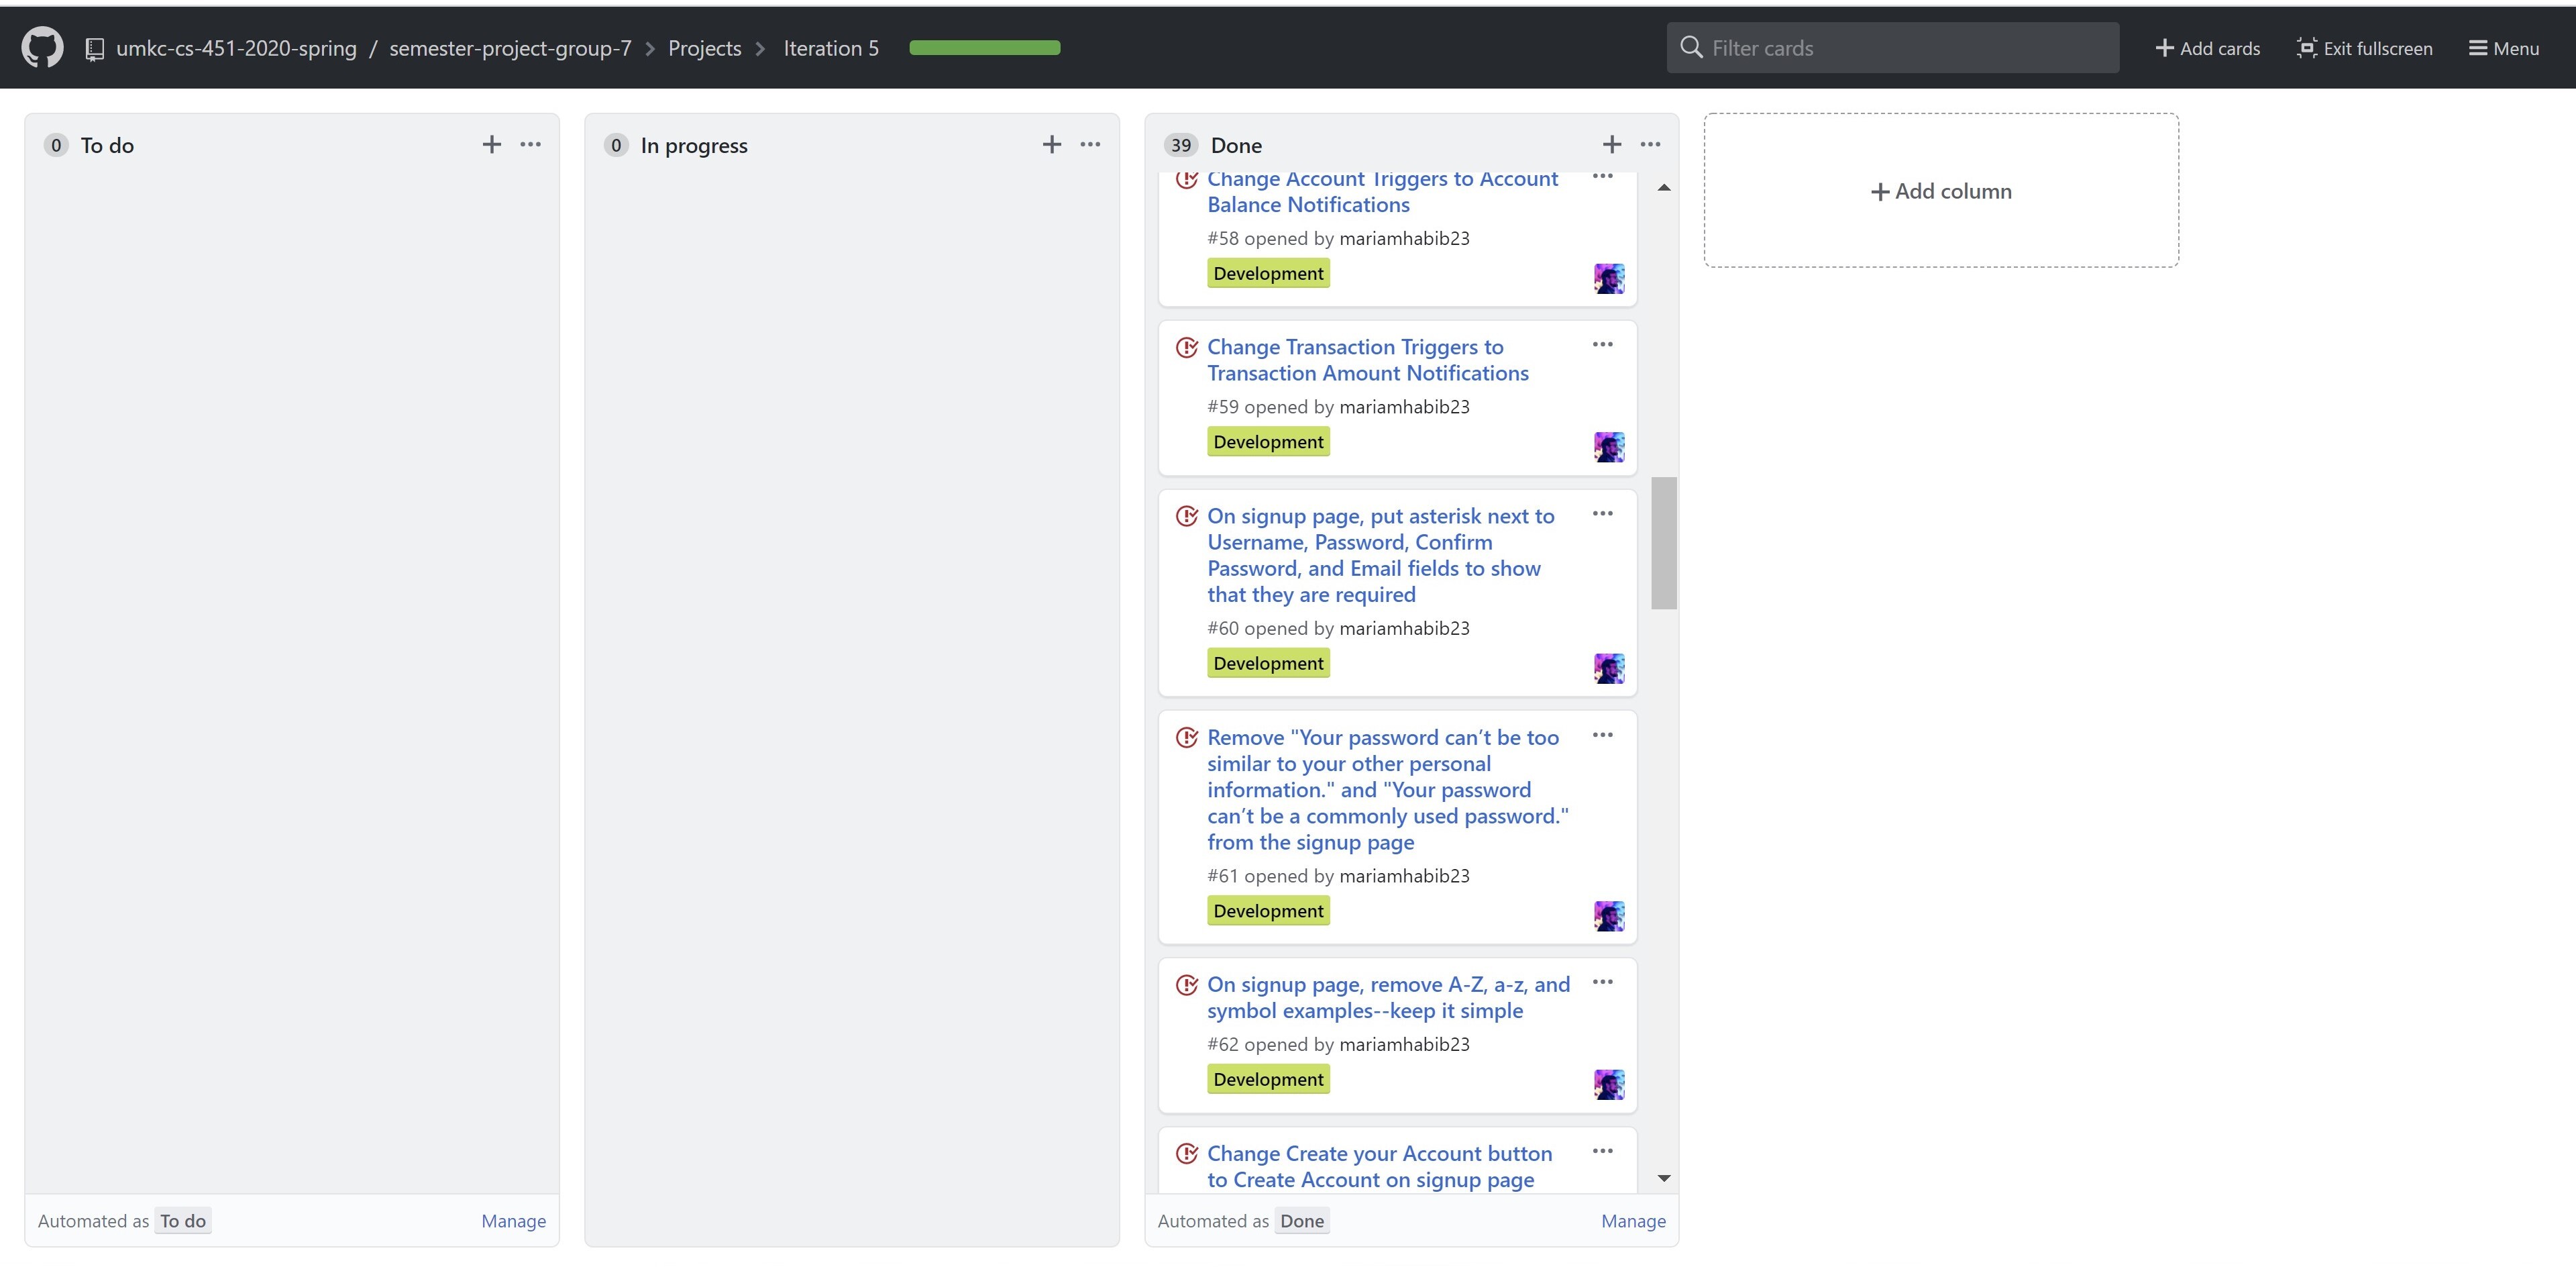 umkc-cs-451-2020-spring / semester-project-group-7 > Projects > Iteration 5
Filter cards
Add cards
Exit fullscreen
Menu
0 To do
Automated as To do
Manage
0 In progress
39 Done
Change Account Triggers to Account
Balance Notifications
#58 opened by mariamhabib23
Development
Change Transaction Triggers to
Transaction Amount Notifications
#59 opened by mariamhabib23
Development
On signup page, put asterisk next to
Username, Password, Confirm
Password, and Email fields to show
that they are required
#60 opened by mariamhabib23
Development
Remove "Your password can’t be too
similar to your other personal
information." and "Your password
can’t be a commonly used password."
from the signup page
#61 opened by mariamhabib23
Development
On signup page, remove A-Z, a-z, and
symbol examples--keep it simple
#62 opened by mariamhabib23
Development
Change Create your Account button
to Create Account on signup page
Automated as Done
Manage
Add column